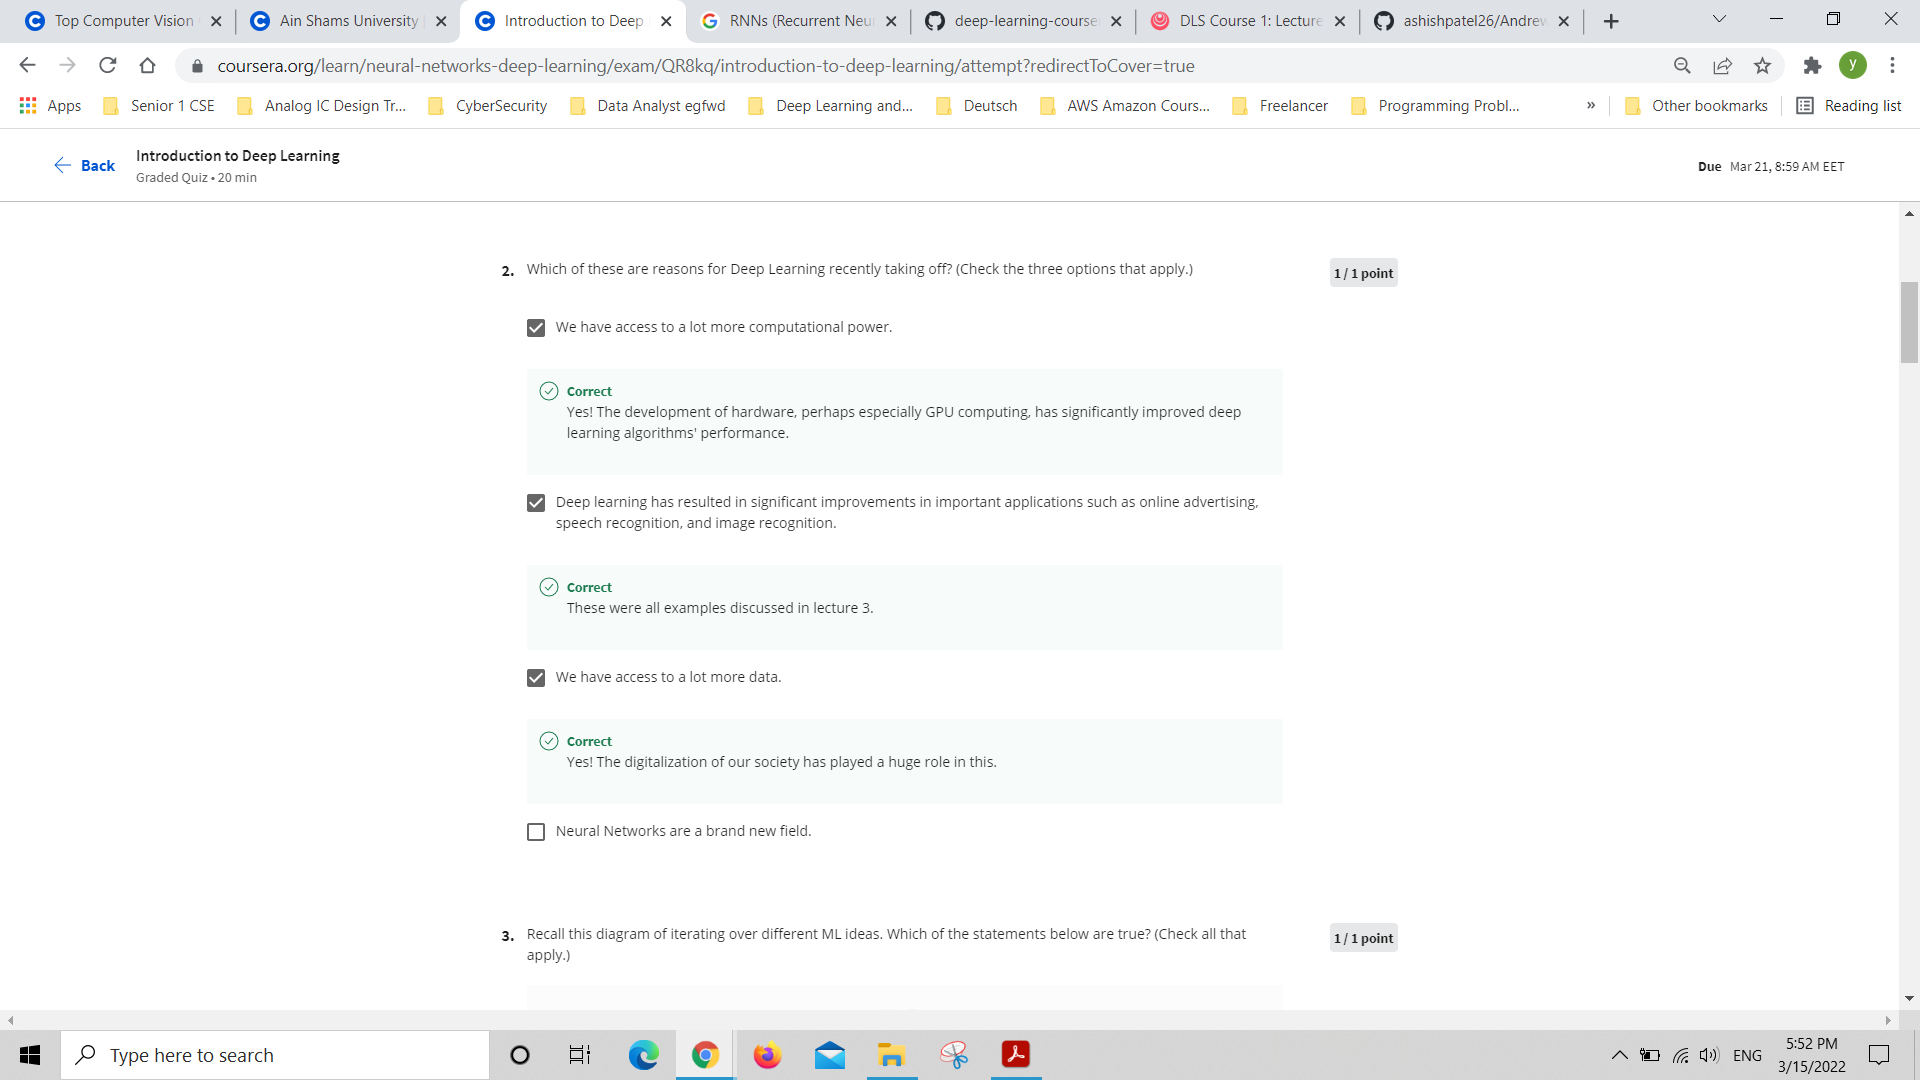 Top Computer Vision
Ain Shams University
Introduction to Deep
RNNs (Recurrent Neu
deep-learning-course
DLS Course 1: Lecture
ashishpatel26/Andrew
coursera.org/learn/neural-networks-deep-learning/exam/QR8kq/introduction-to-deep-learning/attempt?redirectToCover=true
y
Apps
Senior 1 CSE
Analog IC Design Tr...
CyberSecurity
Data Analyst egfwd
Deep Learning and...
Deutsch
AWS Amazon Cours...
Freelancer
Programming Probl...
»
Other bookmarks
Reading list
Back
Introduction to Deep Learning
Graded Quiz • 20 min
Due Mar 21, 8:59 AM EET
2. Which of these are reasons for Deep Learning recently taking off? (Check the three options that apply.)
1 / 1 point
We have access to a lot more computational power.
Correct
Yes! The development of hardware, perhaps especially GPU computing, has significantly improved deep
learning algorithms' performance.
Deep learning has resulted in significant improvements in important applications such as online advertising,
speech recognition, and image recognition.
Correct
These were all examples discussed in lecture 3.
We have access to a lot more data.
Correct
Yes! The digitalization of our society has played a huge role in this.
Neural Networks are a brand new field.
3. Recall this diagram of iterating over different ML ideas. Which of the statements below are true? (Check all that
apply.)
1 / 1 point
Type here to search
ENG
5:52 PM
3/15/2022